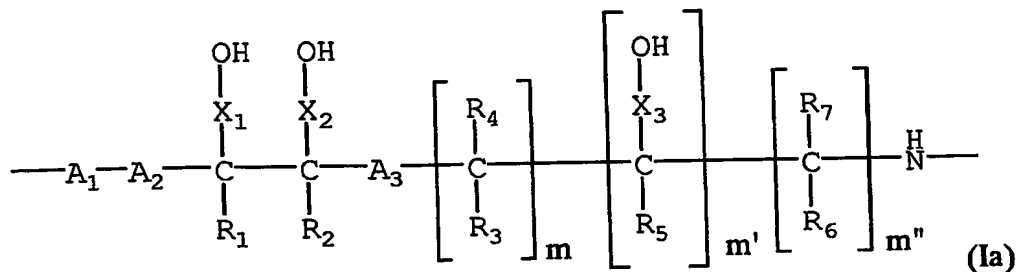 OH OH OH
X₁ X₂ R₄ X₃ R₇ H
—A₁—A₂—C—C—A₃—C—C—C—N—
R₁ R₂ R₃ m R₅ m' R₆ m"
(Ia)